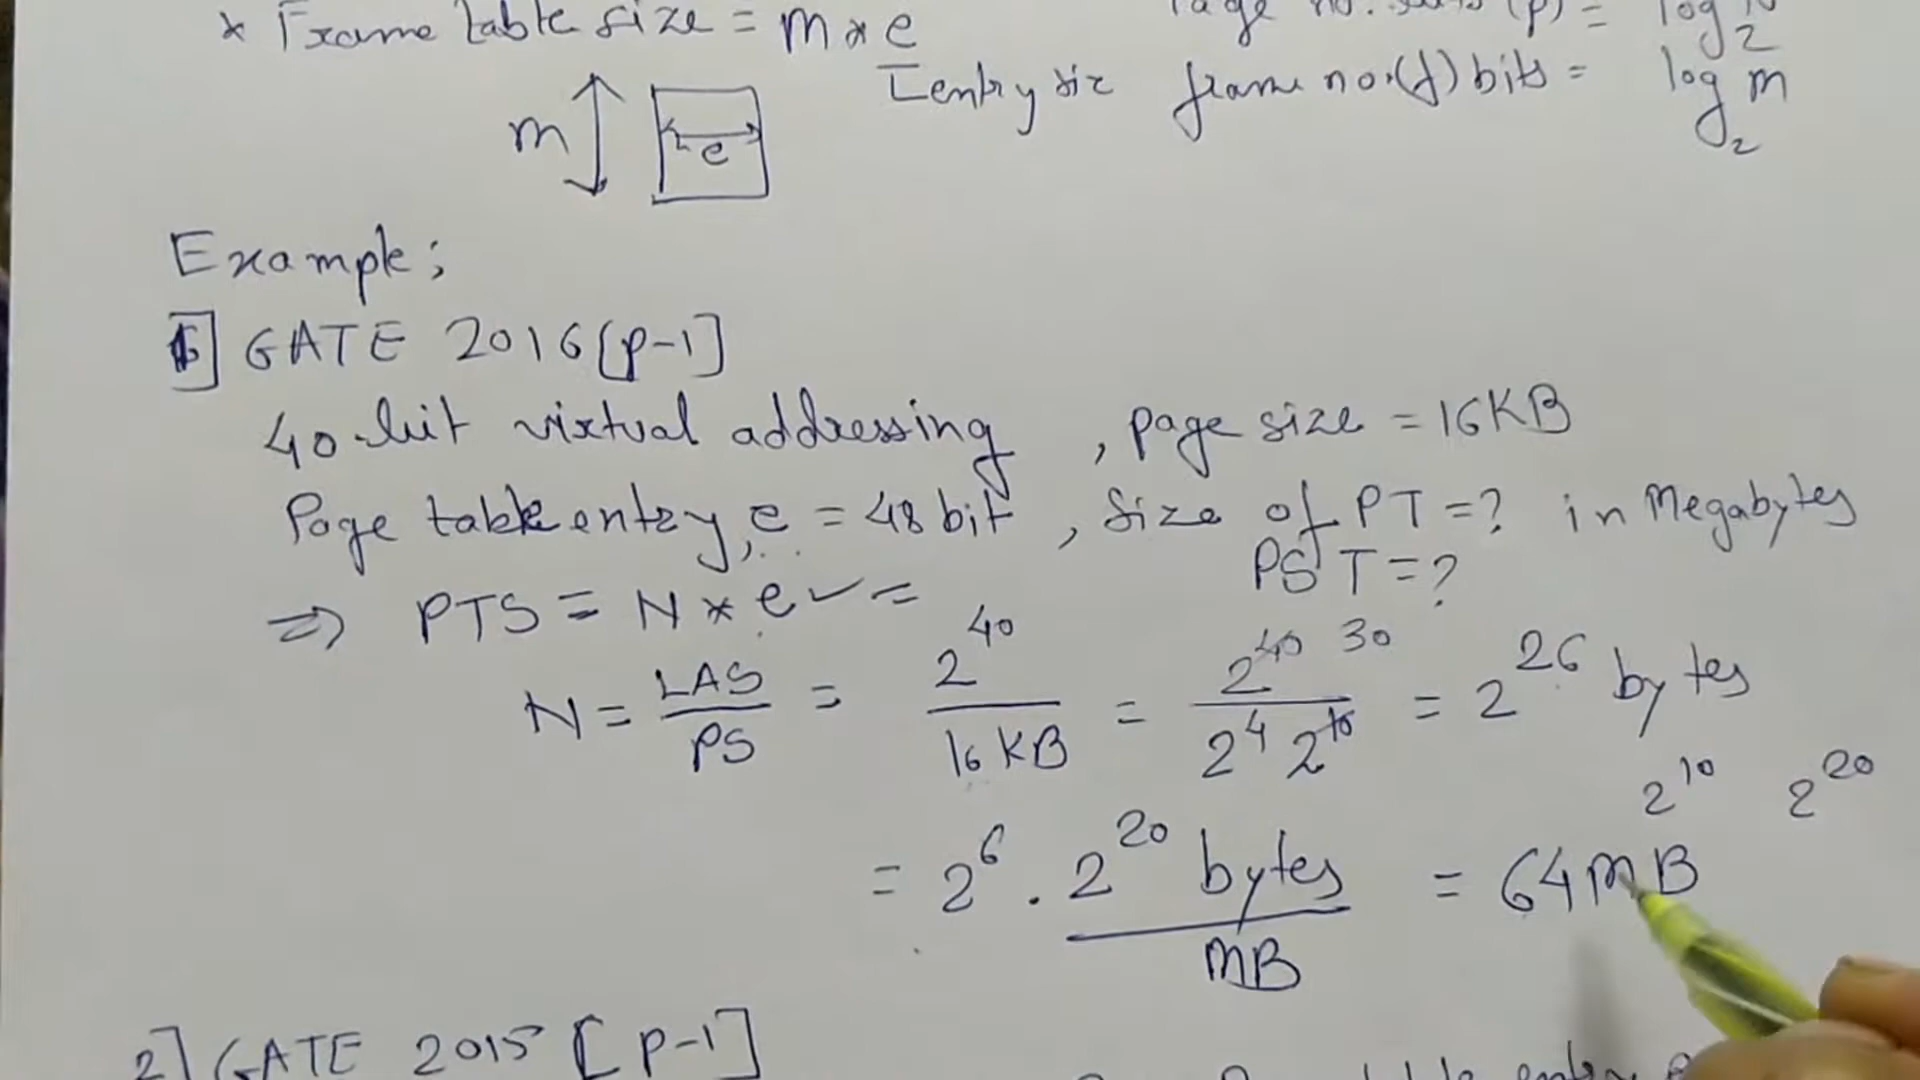 * Frame table size = m * e
Page no. bits (p) = log₂
entry siz frame no.(f) bits = log₂ m
m e
Example;
1] GATE 2016[p-1]
40-bit virtual addressing , page size = 16KB
Page table entry, e = 48 bit , Size of PT = ? in Megabytes
PST = ?
⇒ PTS = N * e ✓ =
N = LAS/PS = 2^40/16 KB = 2^40 30/2^4 2^10 = 2^26 bytes
2^10 2^20
= 2^6 . 2^20 bytes = 64 mB
mB
2] GATE 2015 [p-1]
entry